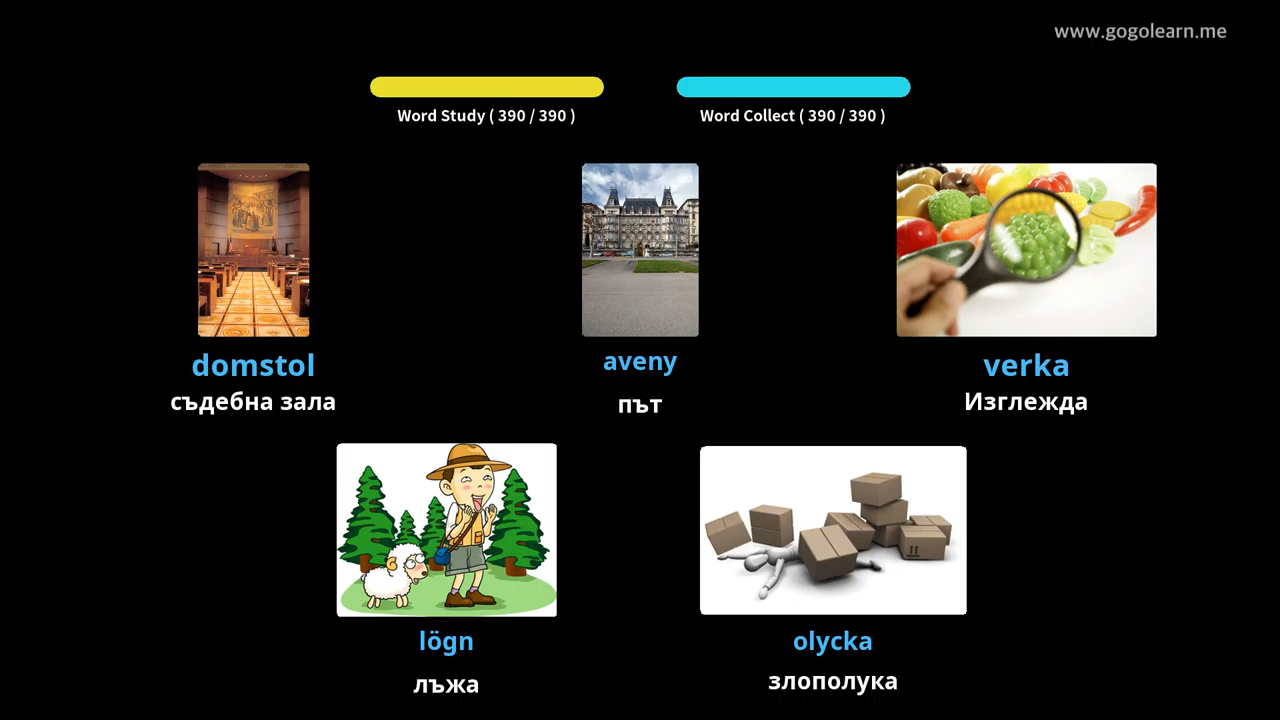 www.gogolearn.me
Word Study ( 390 / 390 )
Word Collect ( 390 / 390 )
domstol
aveny
verka
съдебна зала
път
Изглежда
lögn
olycka
лъжа
злополука